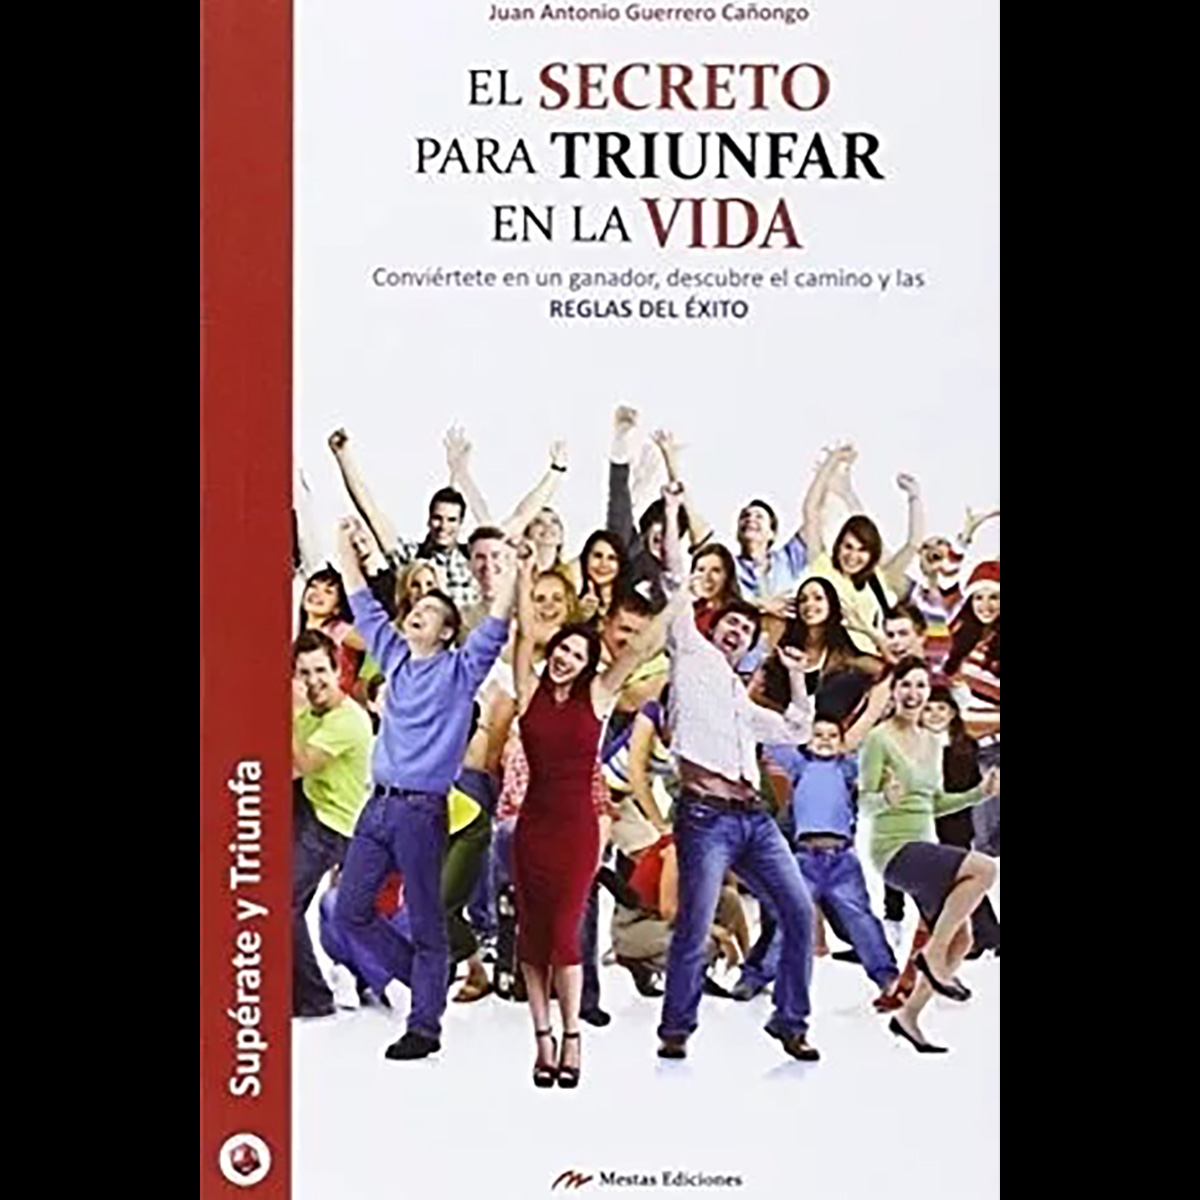 Juan Antonio Guerrero Cañongo
EL SECRETO
PARA TRIUNFAR
EN LA VIDA
Conviértete en un ganador, descubre el camino y las
REGLAS DEL ÉXITO
Supérate y Triunfa
Mestas Ediciones